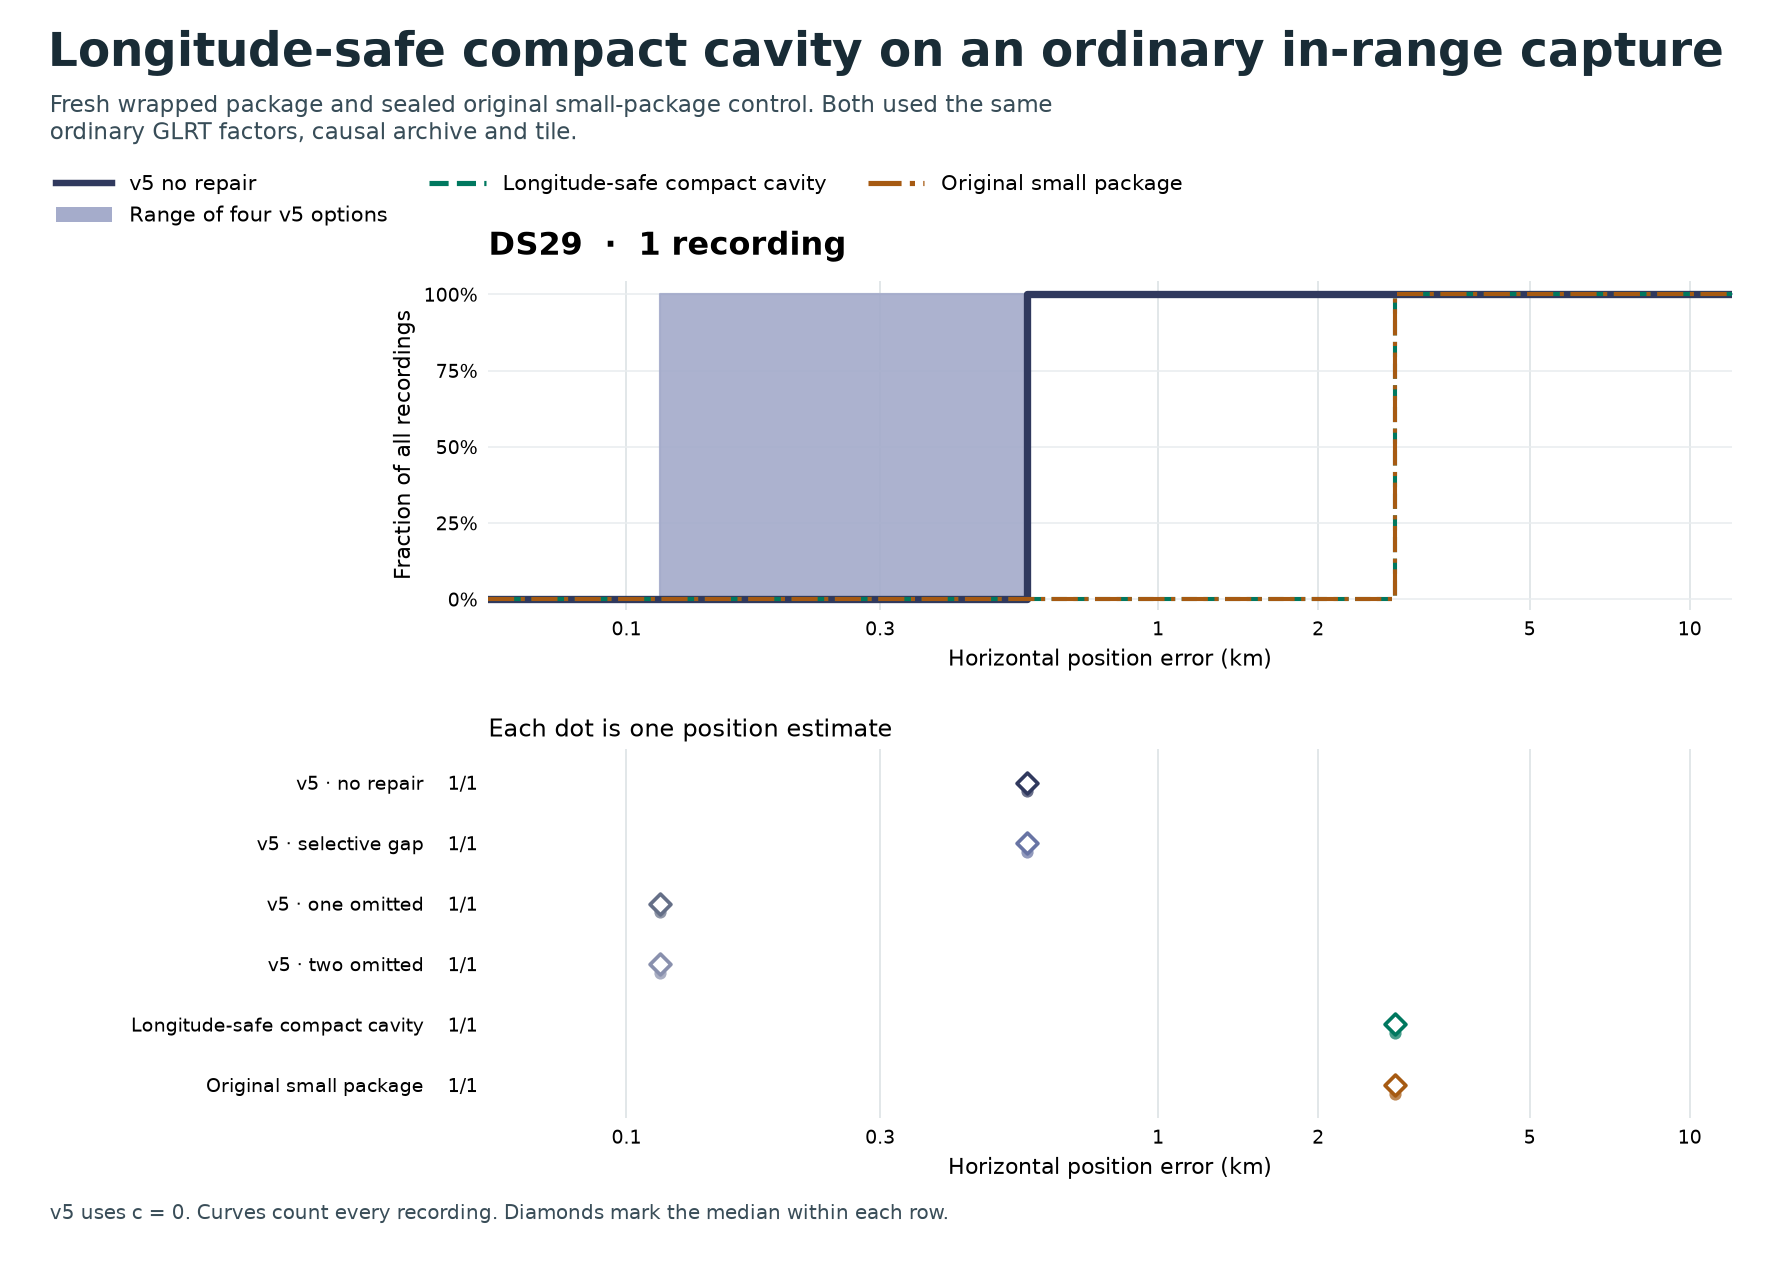 Longitude-safe compact cavity on an ordinary in-range capture
Fresh wrapped package and sealed original small-package control. Both used the same
ordinary GLRT factors, causal archive and tile.
v5 no repair
Longitude-safe compact cavity
Original small package
Range of four v5 options
DS29 · 1 recording
100%
75%
50%
25%
0%
Fraction of all recordings
0.1 0.3 1 2 5 10
Horizontal position error (km)
Each dot is one position estimate
v5 · no repair 1/1
v5 · selective gap 1/1
v5 · one omitted 1/1
v5 · two omitted 1/1
Longitude-safe compact cavity 1/1
Original small package 1/1
0.1 0.3 1 2 5 10
Horizontal position error (km)
v5 uses c = 0. Curves count every recording. Diamonds mark the median within each row.